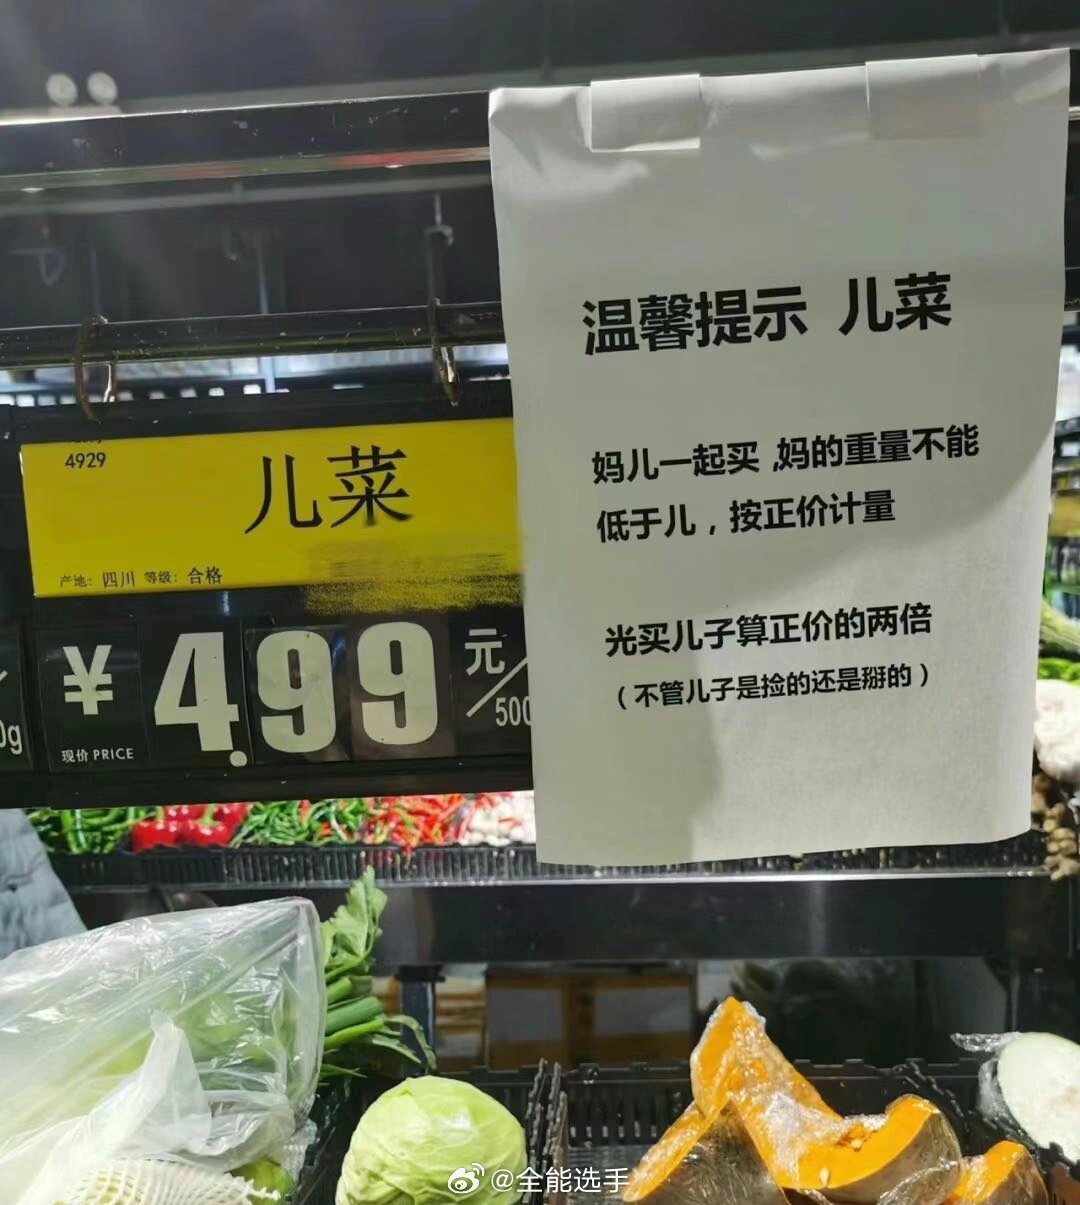 温馨提示 儿菜
妈儿一起买,妈的重量不能
低于儿，按正价计量
光买儿子算正价的两倍
（不管儿子是捡的还是掰的）
4929
儿菜
产地：四川 等级：合格
¥4.99元/500
现价 PRICE
0g
@全能选手